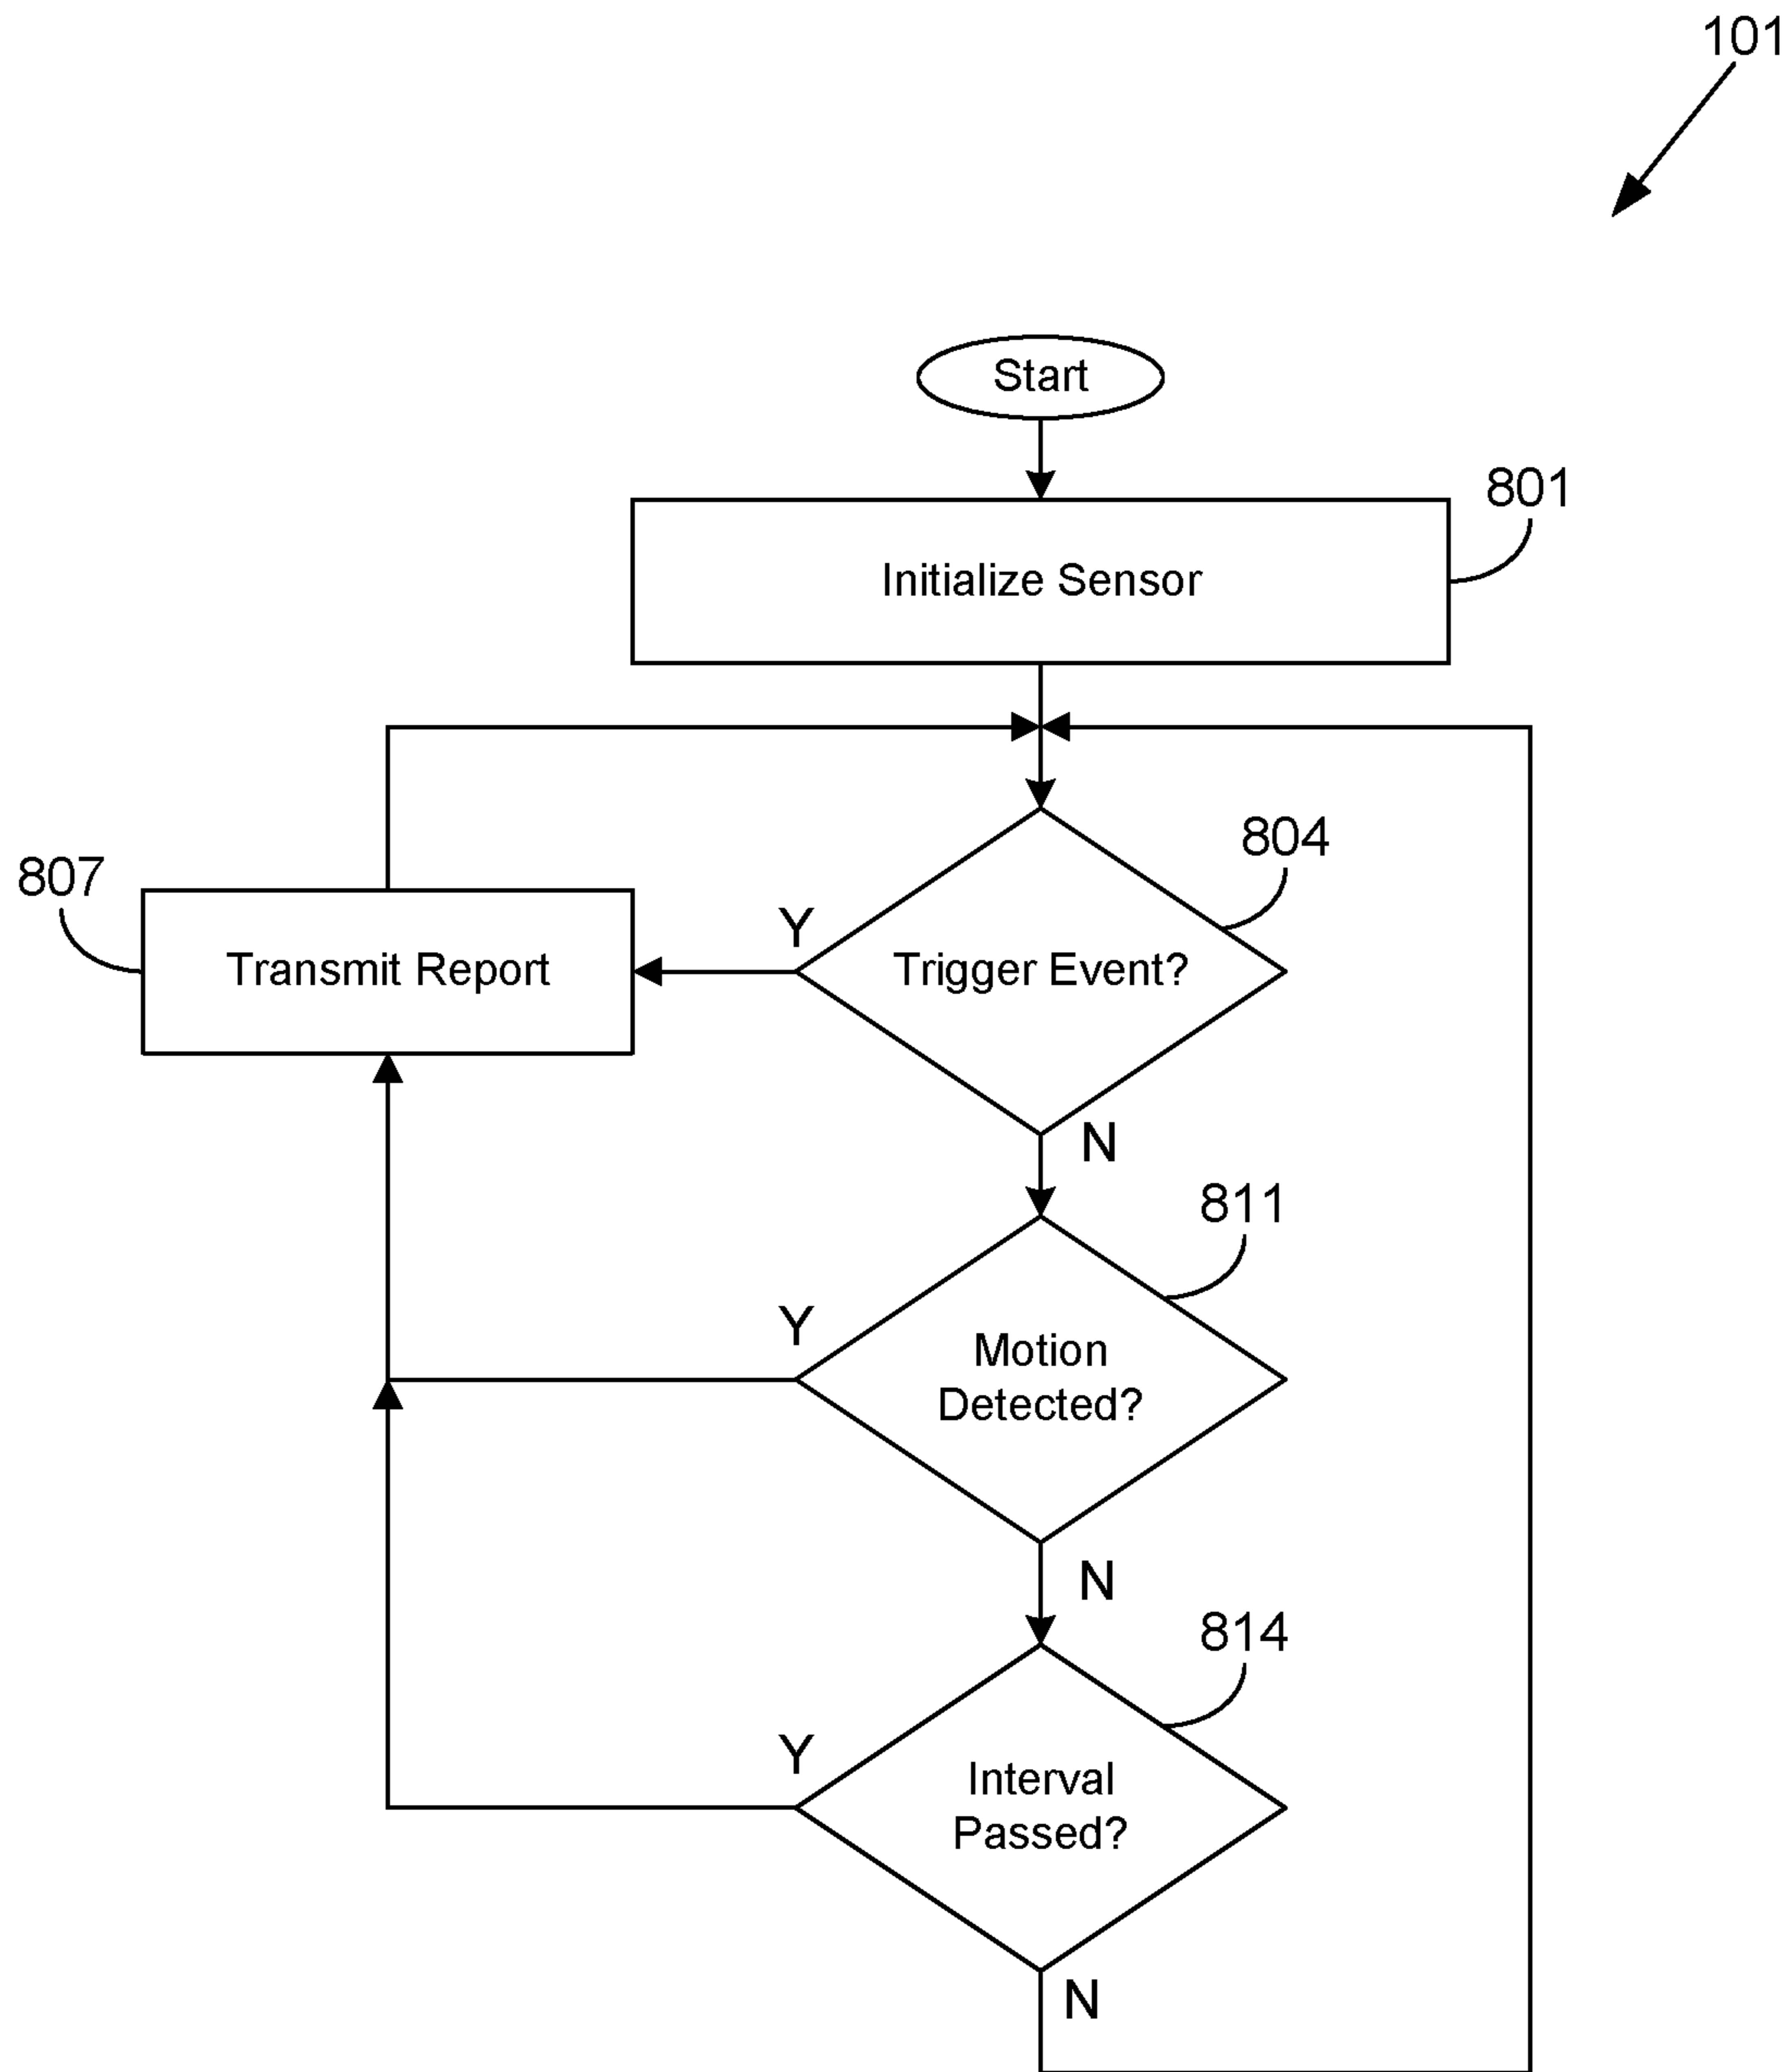 101
Start
801
Initialize Sensor
804
807
Y
Transmit Report
Trigger Event?
N
811
Y
Motion
Detected?
N
814
Y
Interval
Passed?
N